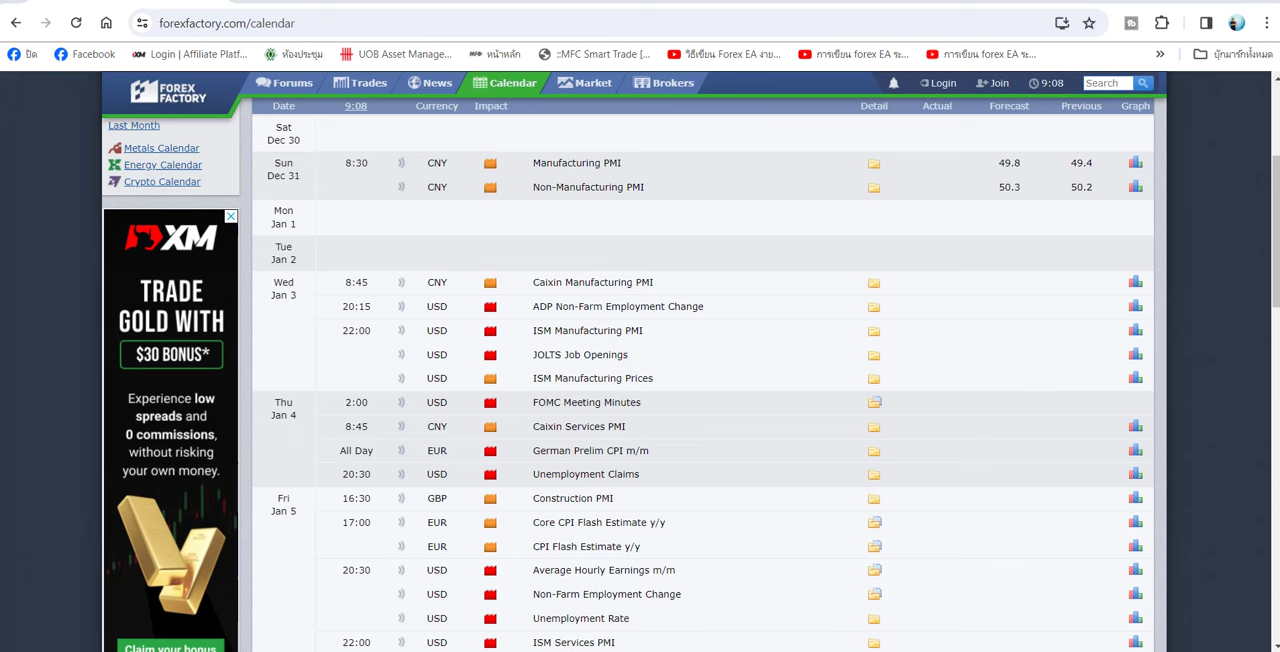 forexfactory.com/calendar
ปิด
Facebook
XM Login | Affiliate Platf...
ห้องประชุม
UOB Asset Manage...
หน้าหลัก
::MFC Smart Trade [...
วิธีเขียน Forex EA ง่าย...
การเขียน forex EA ระ...
การเขียน forex EA ระ...
»
บุ๊กมาร์กทั้งหมด
FOREX FACTORY
Forums Trades News Calendar Market Brokers Login Join 9:08 Search
Last Month
Metals Calendar
Energy Calendar
Crypto Calendar
XM
TRADE
GOLD WITH
$30 BONUS*
Experience low
spreads and
0 commissions,
without risking
your own money.
Claim your bonus
Date 9:08 Currency Impact Detail Actual Forecast Previous Graph
Sat
Dec 30
Sun
Dec 31
8:30 CNY Manufacturing PMI 49.8 49.4
CNY Non-Manufacturing PMI 50.3 50.2
Mon
Jan 1
Tue
Jan 2
Wed
Jan 3
8:45 CNY Caixin Manufacturing PMI
20:15 USD ADP Non-Farm Employment Change
22:00 USD ISM Manufacturing PMI
USD JOLTS Job Openings
USD ISM Manufacturing Prices
Thu
Jan 4
2:00 USD FOMC Meeting Minutes
8:45 CNY Caixin Services PMI
All Day EUR German Prelim CPI m/m
20:30 USD Unemployment Claims
Fri
Jan 5
16:30 GBP Construction PMI
17:00 EUR Core CPI Flash Estimate y/y
EUR CPI Flash Estimate y/y
20:30 USD Average Hourly Earnings m/m
USD Non-Farm Employment Change
USD Unemployment Rate
22:00 USD ISM Services PMI